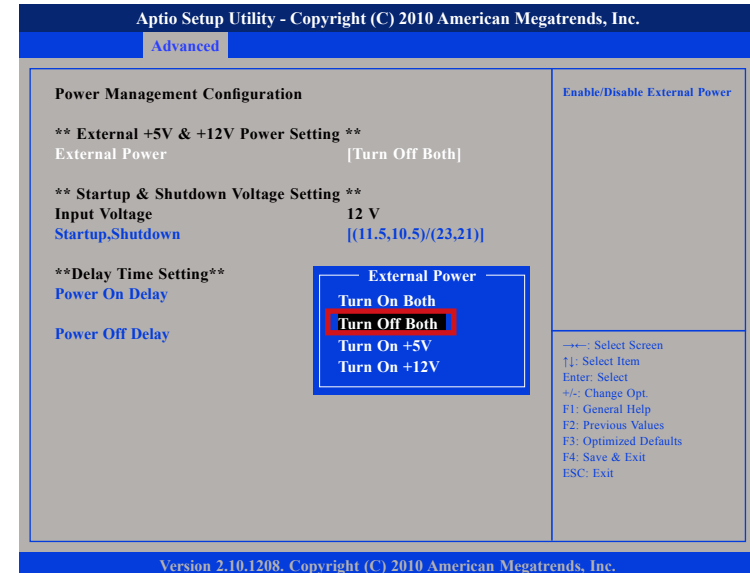 Aptio Setup Utility - Copyright (C) 2010 American Megatrends, Inc.
Advanced
Power Management Configuration
** External +5V & +12V Power Setting **
External Power [Turn Off Both]
** Startup & Shutdown Voltage Setting **
Input Voltage 12 V
Startup,Shutdown [(11.5,10.5)/(23,21)]
**Delay Time Setting**
Power On Delay
Power Off Delay
External Power
Turn On Both
Turn Off Both
Turn On +5V
Turn On +12V
Enable/Disable External Power
→←: Select Screen
↑↓: Select Item
Enter: Select
+/-: Change Opt.
F1: General Help
F2: Previous Values
F3: Optimized Defaults
F4: Save & Exit
ESC: Exit
Version 2.10.1208. Copyright (C) 2010 American Megatrends, Inc.